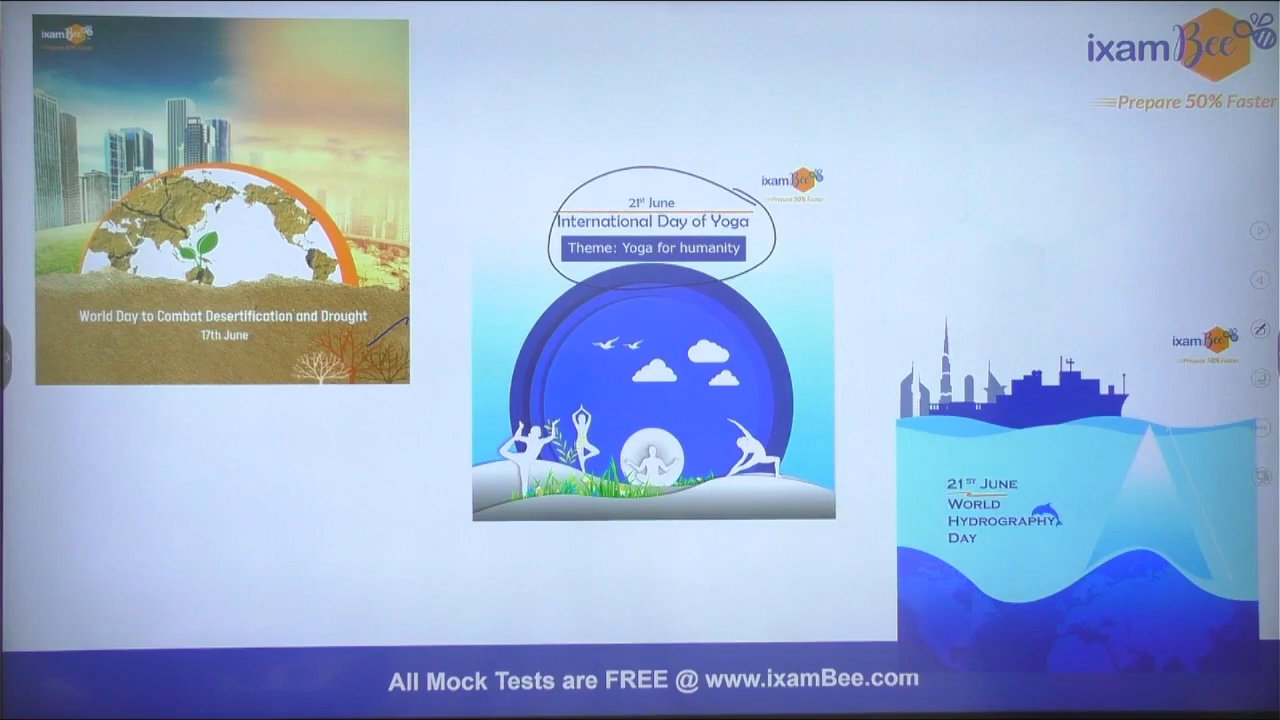 ixamBee
Prepare 50% Faster
ixamBee
World Day to Combat Desertification and Drought
17th June
21st June
International Day of Yoga
Theme: Yoga for humanity
ixamBee
Prepare 50% Faster
ixamBee
Prepare 50% Faster
21ST JUNE
WORLD
HYDROGRAPHY
DAY
All Mock Tests are FREE @ www.ixamBee.com